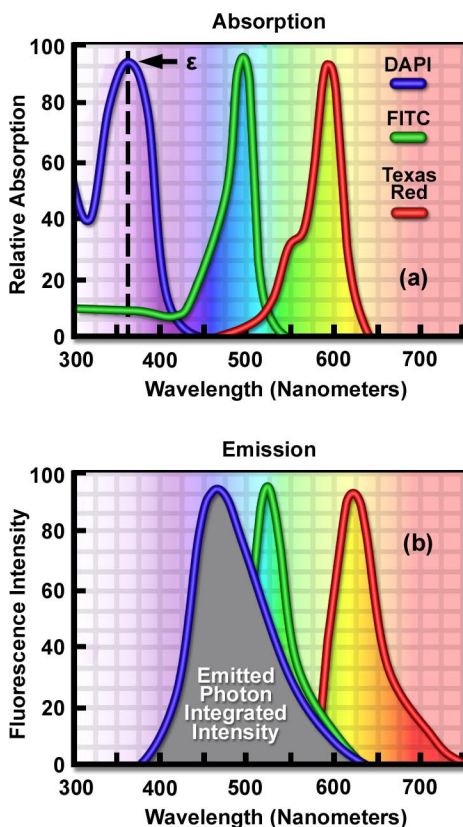 Absorption
Relative Absorption
100
80
60
40
20
0
ε
DAPI
FITC
Texas
Red
(a)
300 400 500 600 700
Wavelength (Nanometers)
Emission
Fluorescence Intensity
100
80
60
40
20
0
(b)
Emitted
Photon
Integrated
Intensity
300 400 500 600 700
Wavelength (Nanometers)